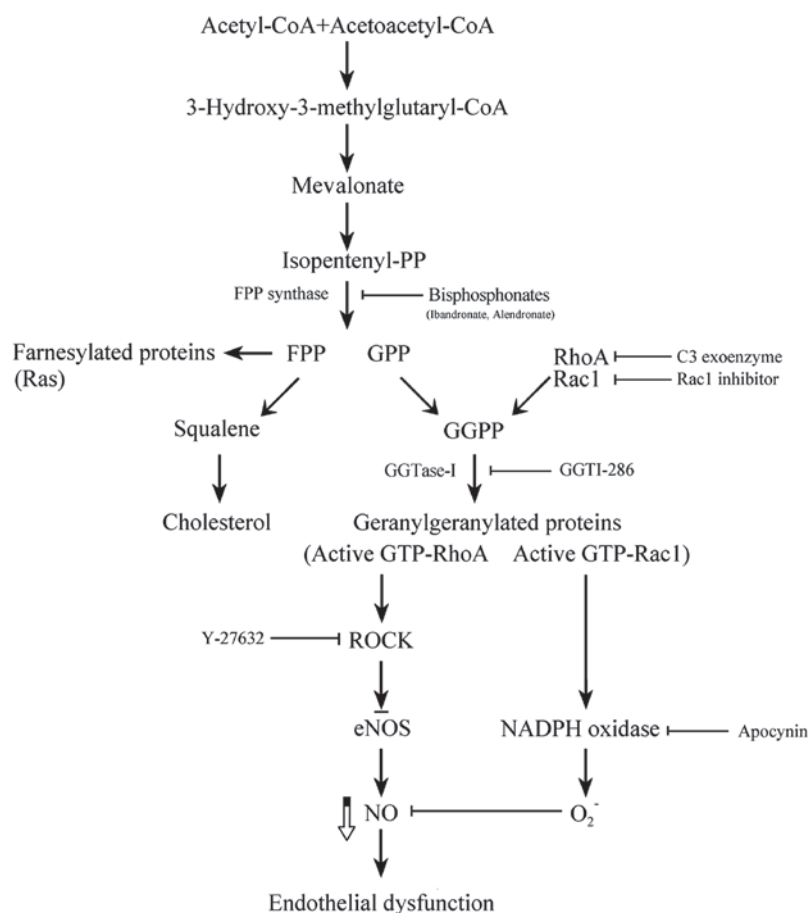 Acetyl-CoA+Acetoacetyl-CoA
3-Hydroxy-3-methylglutaryl-CoA
Mevalonate
Isopentenyl-PP
FPP synthase
Bisphosphonates
(Ibandronate, Alendronate)
Farnesylated proteins
(Ras)
FPP
GPP
RhoA
C3 exoenzyme
Rac1
Rac1 inhibitor
Squalene
GGPP
GGTase-I
GGTI-286
Cholesterol
Geranylgeranylated proteins
(Active GTP-RhoA Active GTP-Rac1)
Y-27632
ROCK
eNOS
NADPH oxidase
Apocynin
NO
O₂⁻
Endothelial dysfunction